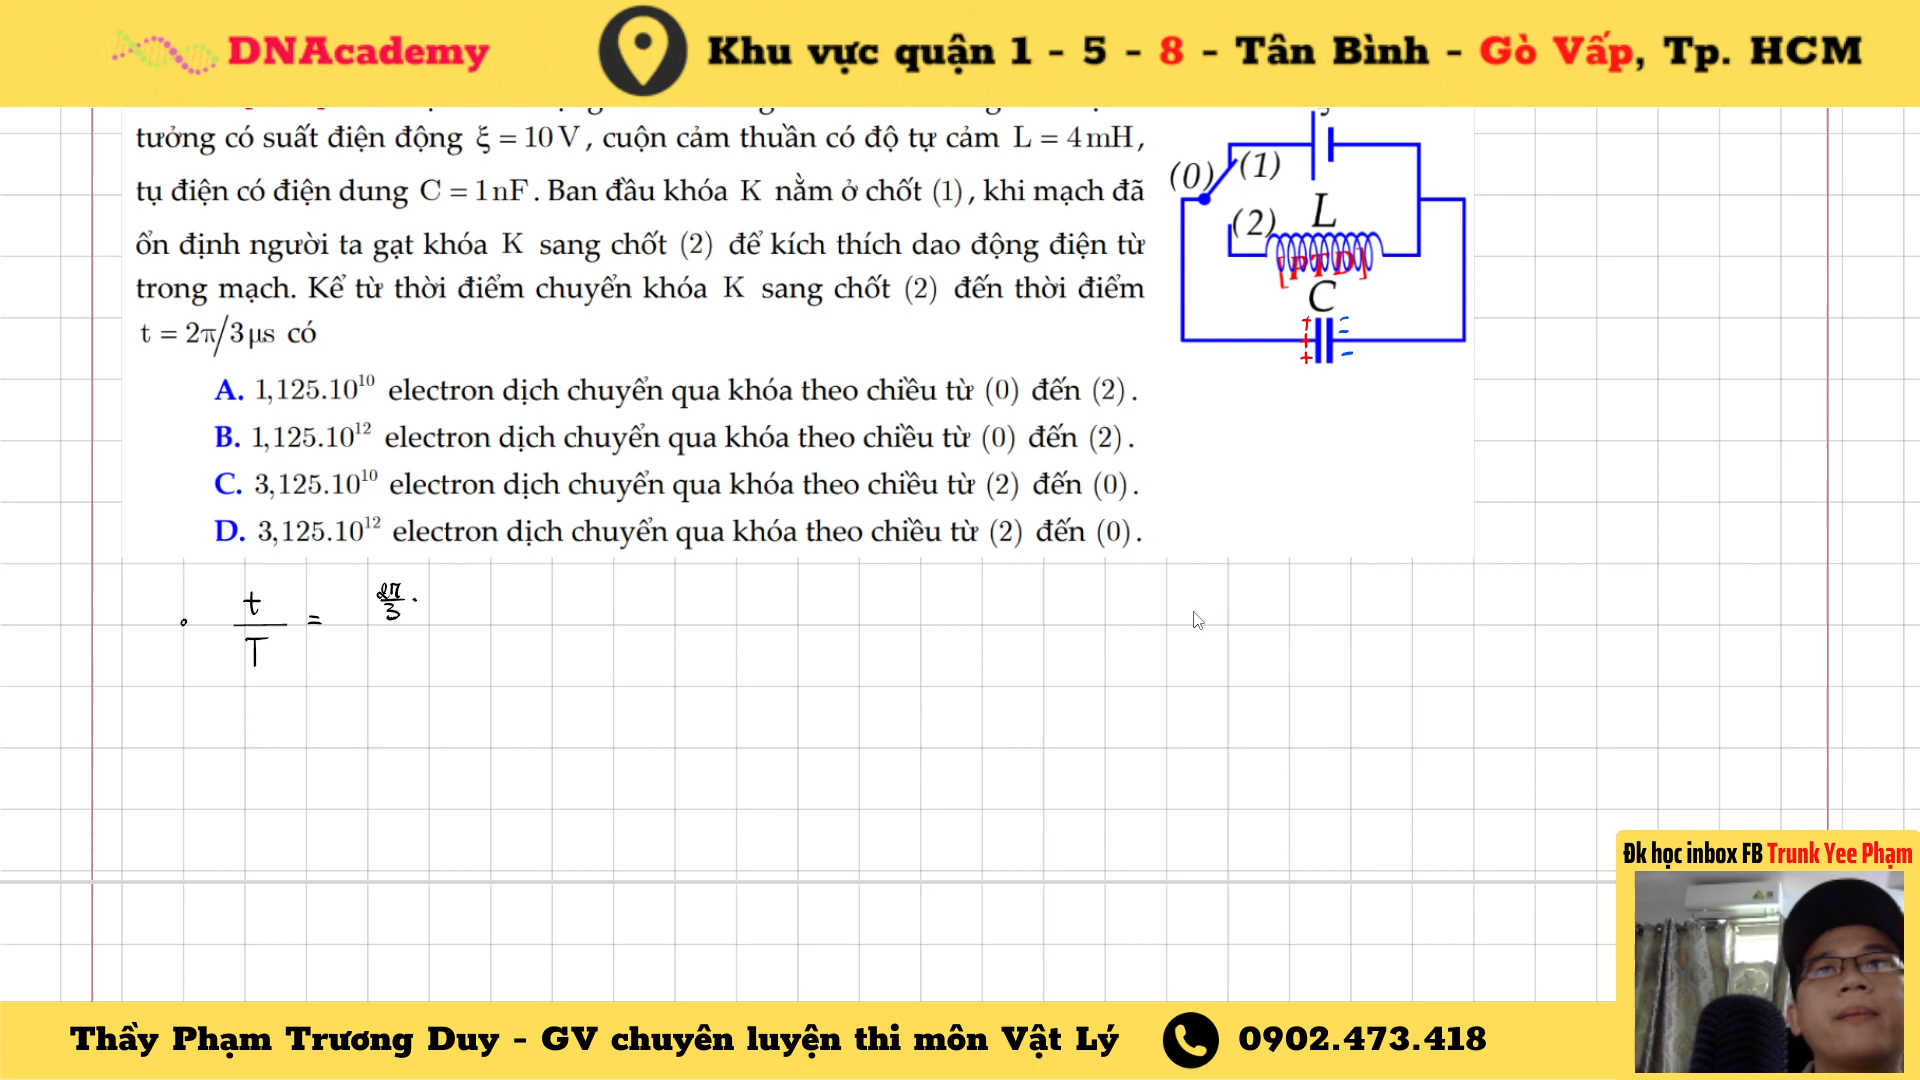 DNAcademy
Khu vực quận 1 - 5 - 8 - Tân Bình - Gò Vấp, Tp. HCM
tưởng có suất điện động ξ = 10 V, cuộn cảm thuần có độ tự cảm L = 4 mH,
tụ điện có điện dung C = 1 nF. Ban đầu khóa K nằm ở chốt (1), khi mạch đã
ổn định người ta gạt khóa K sang chốt (2) để kích thích dao động điện từ
trong mạch. Kể từ thời điểm chuyển khóa K sang chốt (2) đến thời điểm
t = 2π/3 μs có
A. 1,125.10¹⁰ electron dịch chuyển qua khóa theo chiều từ (0) đến (2).
B. 1,125.10¹² electron dịch chuyển qua khóa theo chiều từ (0) đến (2).
C. 3,125.10¹⁰ electron dịch chuyển qua khóa theo chiều từ (2) đến (0).
D. 3,125.10¹² electron dịch chuyển qua khóa theo chiều từ (2) đến (0).
(0)
(1)
(2)
L
[PTD]
C
+ + +
- - -
t/T = 2π/3 .
Đk học inbox FB Trunk Yee Phạm
Thầy Phạm Trương Duy - GV chuyên luyện thi môn Vật Lý
0902.473.418